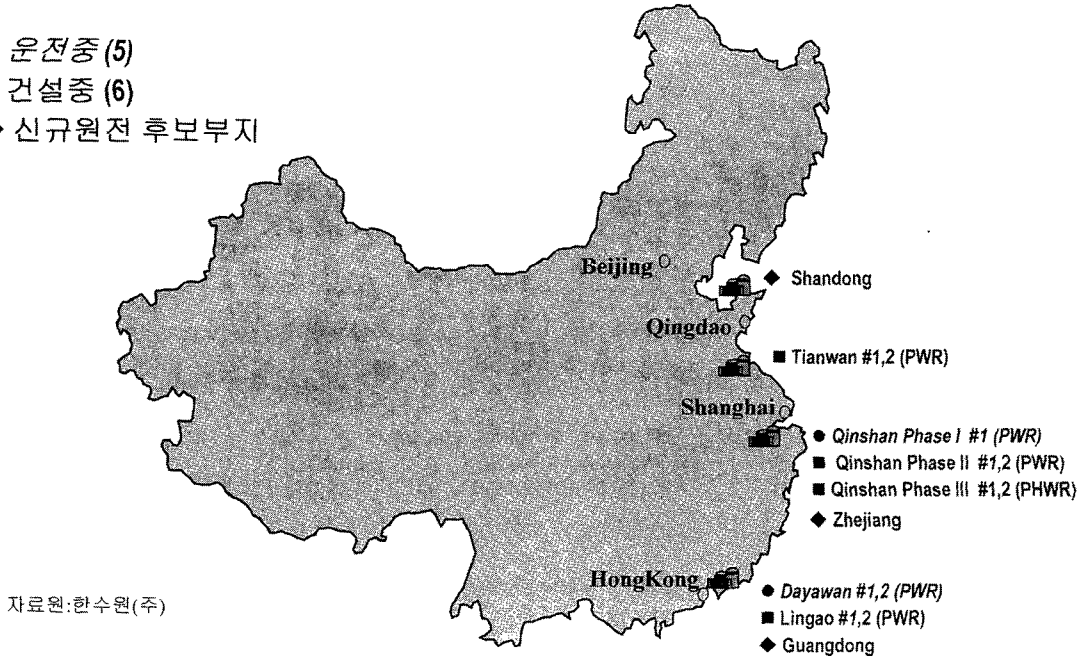 운전중 (5)
건설중 (6)
◆ 신규원전 후보부지
Beijing
◆ Shandong
Qingdao
■ Tianwan #1,2 (PWR)
Shanghai
● Qinshan Phase I #1 (PWR)
■ Qinshan Phase II #1,2 (PWR)
■ Qinshan Phase III #1,2 (PHWR)
◆ Zhejiang
HongKong
● Dayawan #1,2 (PWR)
■ Lingao #1,2 (PWR)
◆ Guangdong
자료원:한수원(주)